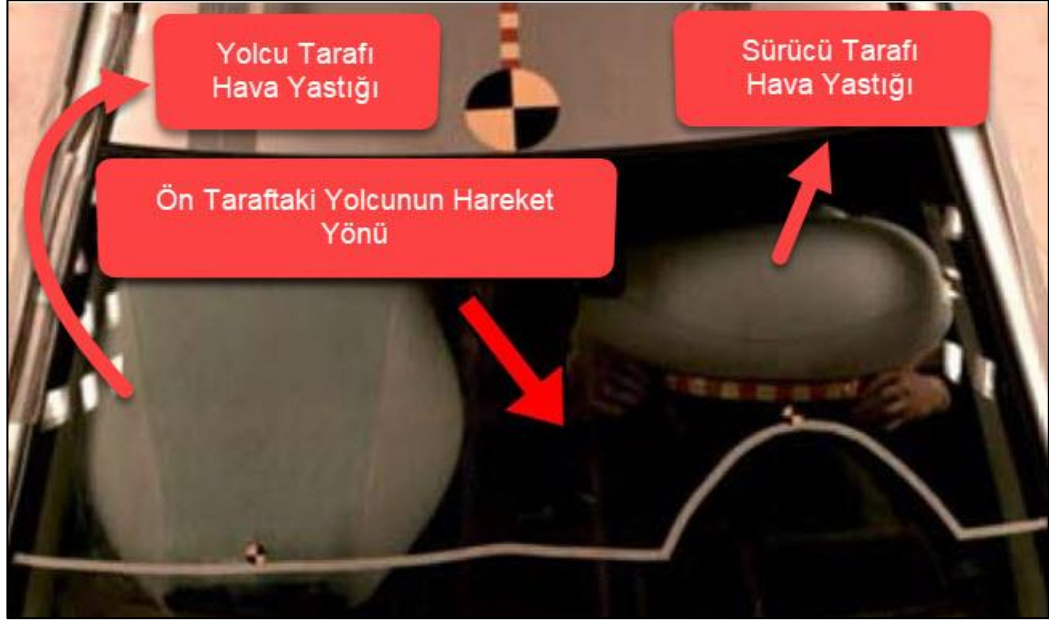 Yolcu Tarafı
Hava Yastığı
Sürücü Tarafı
Hava Yastığı
Ön Taraftaki Yolcunun Hareket
Yönü